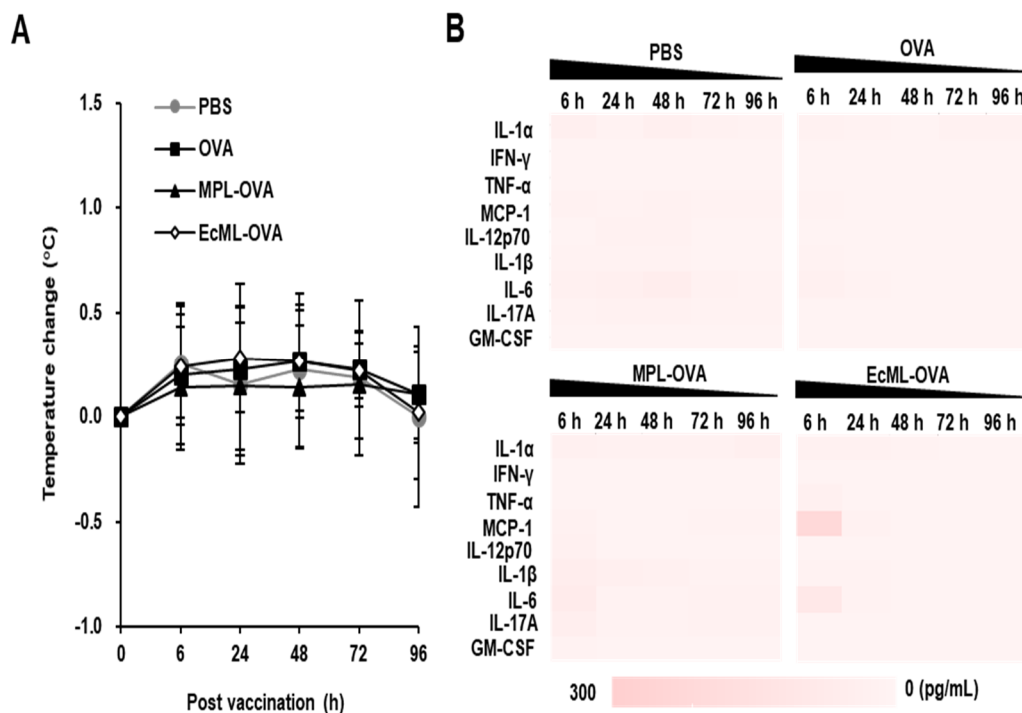 A
B
PBS
OVA
MPL-OVA
EcML-OVA
Temperature change (°C)
1.5
1.0
0.5
0.0
-0.5
-1.0
0 6 24 48 72 96
Post vaccination (h)
PBS
6 h 24 h 48 h 72 h 96 h
OVA
6 h 24 h 48 h 72 h 96 h
IL-1α
IFN-γ
TNF-α
MCP-1
IL-12p70
IL-1β
IL-6
IL-17A
GM-CSF
MPL-OVA
6 h 24 h 48 h 72 h 96 h
EcML-OVA
6 h 24 h 48 h 72 h 96 h
IL-1α
IFN-γ
TNF-α
MCP-1
IL-12p70
IL-1β
IL-6
IL-17A
GM-CSF
300 0 (pg/mL)